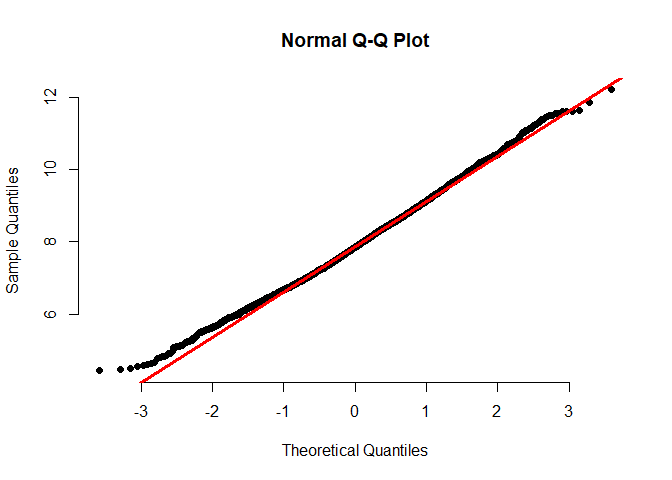 Normal Q-Q Plot
Sample Quantiles
12
10
8
6
-3 -2 -1 0 1 2 3
Theoretical Quantiles